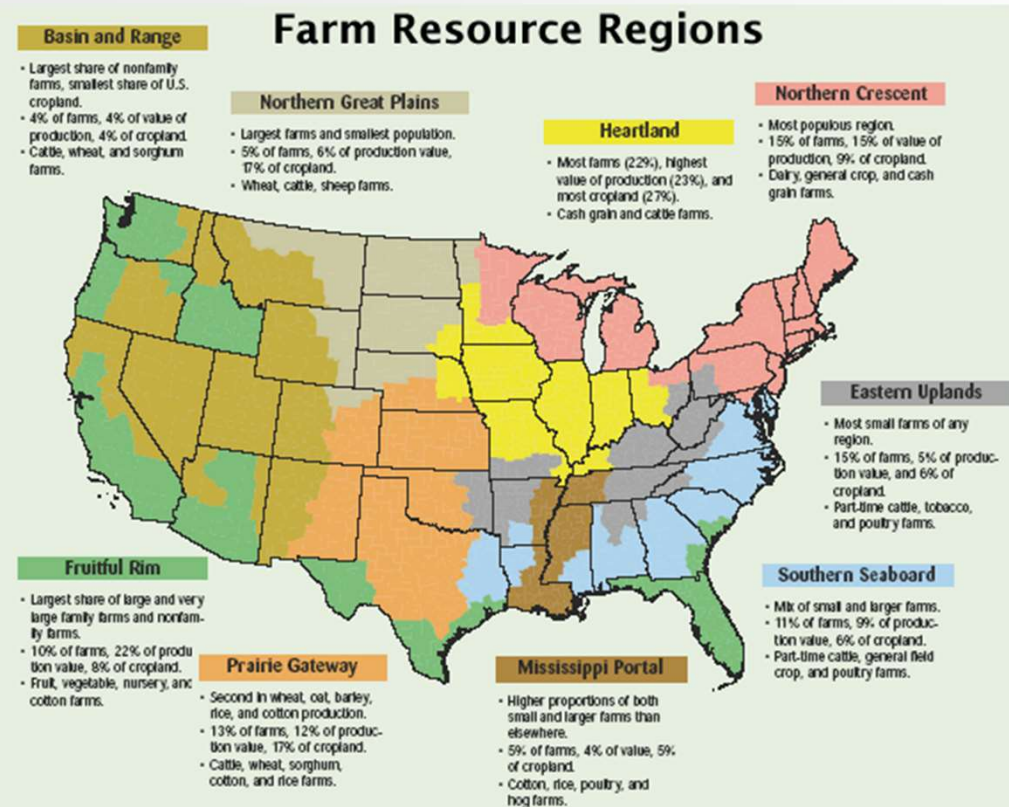 Farm Resource Regions
Basin and Range
• Largest share of nonfamily
farms, smallest share of U.S.
cropland.
• 4% of farms, 4% of value of
production, 4% of cropland.
• Cattle, wheat, and sorghum
farms.
Northern Great Plains
• Largest farms and smallest population.
• 5% of farms, 6% of production value,
17% of cropland.
• Wheat, cattle, sheep farms.
Heartland
• Most farms (22%), highest
value of production (23%), and
most cropland (27%).
• Cash grain and cattle farms.
Northern Crescent
• Most populous region.
• 15% of farms, 15% of value of
production, 9% of cropland.
• Dairy, general crop, and cash
grain farms.
Eastern Uplands
• Most small farms of any
region.
• 15% of farms, 5% of produc-
tion value, and 6% of
cropland.
• Part-time cattle, tobacco,
and poultry farms.
Fruitful Rim
• Largest share of large and very
large family farms and nonfam-
ily farms.
• 10% of farms, 22% of produ
tion value, 8% of cropland.
• Fruit, vegetable, nursery, and
cotton farms.
Prairie Gateway
• Second in wheat, oat, barley,
rice, and cotton production.
• 13% of farms, 12% of produc-
tion value, 17% of cropland.
• Cattle, wheat, sorghum,
cotton, and rice farms.
Mississippi Portal
• Higher proportions of both
small and larger farms than
elsewhere.
• 5% of farms, 4% of value, 5%
of cropland.
• Cotton, rice, poultry, and
hog farms.
Southern Seaboard
• Mix of small and larger farms.
• 11% of farms, 9% of produc-
tion value, 6% of cropland.
• Part-time cattle, general field
crop, and poultry farms.